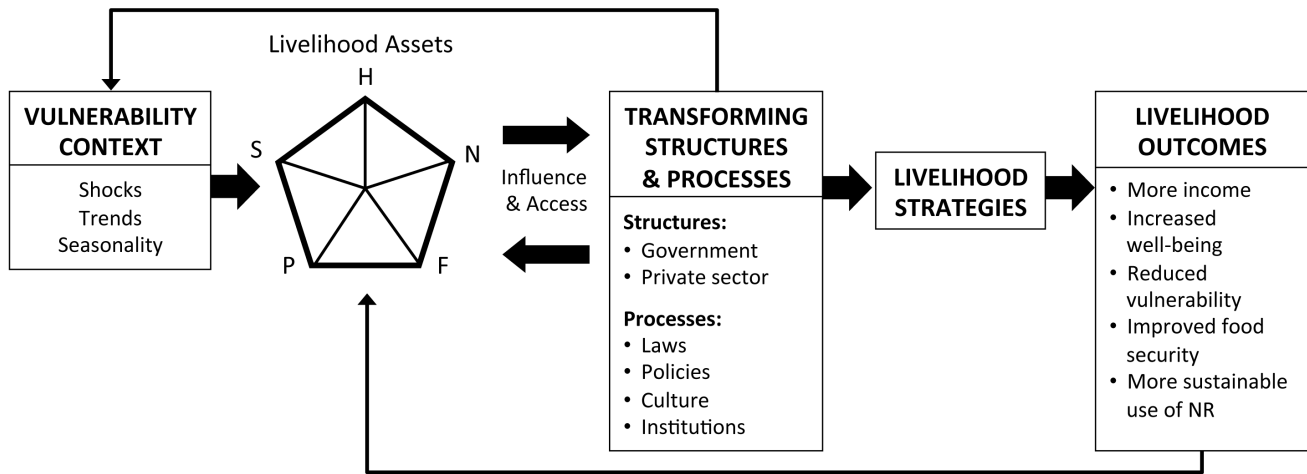 VULNERABILITY
CONTEXT
Shocks
Trends
Seasonality
Livelihood Assets
H
S
N
P
F
Influence
& Access
TRANSFORMING
STRUCTURES
& PROCESSES
Structures:
• Government
• Private sector
Processes:
• Laws
• Policies
• Culture
• Institutions
LIVELIHOOD
STRATEGIES
LIVELIHOOD
OUTCOMES
• More income
• Increased
well-being
• Reduced
vulnerability
• Improved food
security
• More sustainable
use of NR